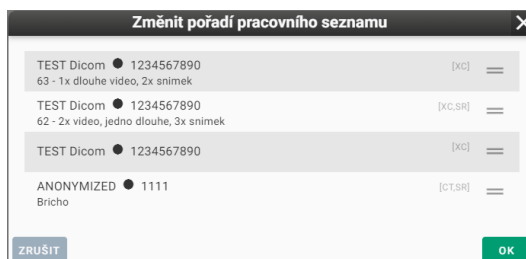 Změnit pořadí pracovního seznamu
TEST Dicom ● 1234567890 [XC]
63 - 1x dlouhe video, 2x snimek
TEST Dicom ● 1234567890 [XC,SR]
62 - 2x video, jedno dlouhe, 3x snimek
TEST Dicom ● 1234567890 [XC]
ANONYMIZED ● 1111 [CT,SR]
Bricho
ZRUŠIT OK